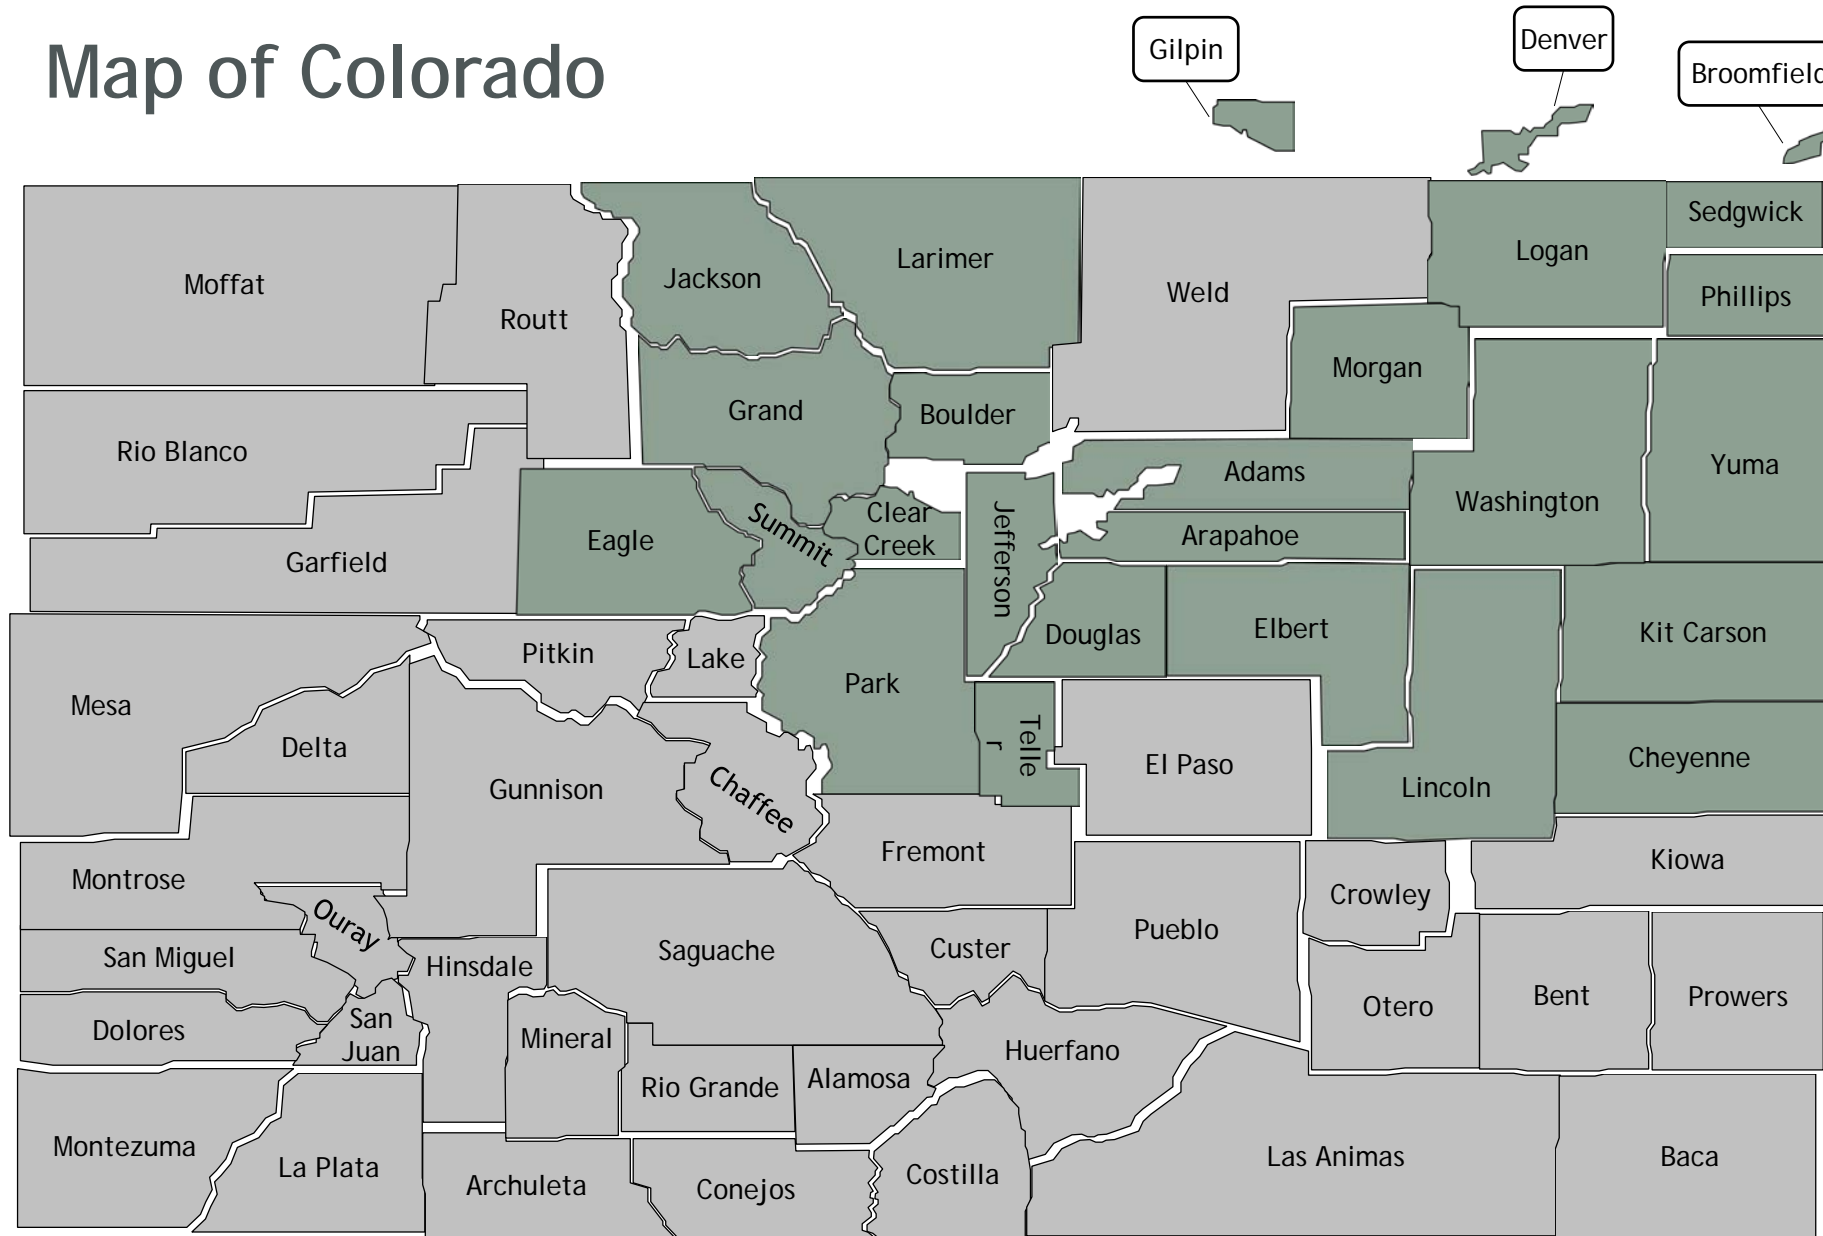 Map of Colorado
Gilpin
Denver
Broomfield
Moffat
Routt
Jackson
Larimer
Weld
Logan
Sedgwick
Phillips
Morgan
Rio Blanco
Grand
Boulder
Adams
Washington
Yuma
Garfield
Eagle
Summit
Clear
Creek
Jefferson
Arapahoe
Mesa
Pitkin
Lake
Park
Douglas
Elbert
Kit Carson
Delta
Gunnison
Chaffee
Telle
r
El Paso
Lincoln
Cheyenne
Montrose
Fremont
Crowley
Kiowa
Ouray
San Miguel
Hinsdale
Saguache
Custer
Pueblo
Otero
Bent
Prowers
Dolores
San
Juan
Mineral
Rio Grande
Alamosa
Huerfano
Montezuma
La Plata
Archuleta
Conejos
Costilla
Las Animas
Baca